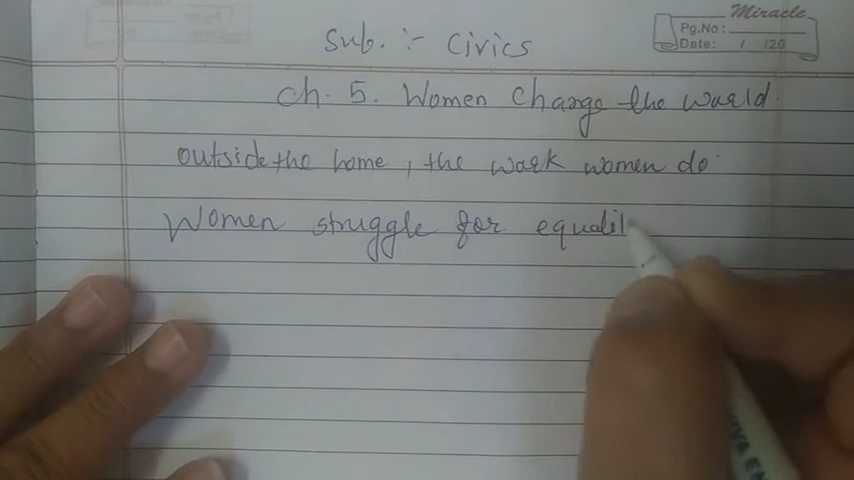 Miracle
Pg.No:
Date: / /20
Sub. :- Civics
Ch. 5. Women Change the World.
outside the home, the work women do
Women struggle for equalit